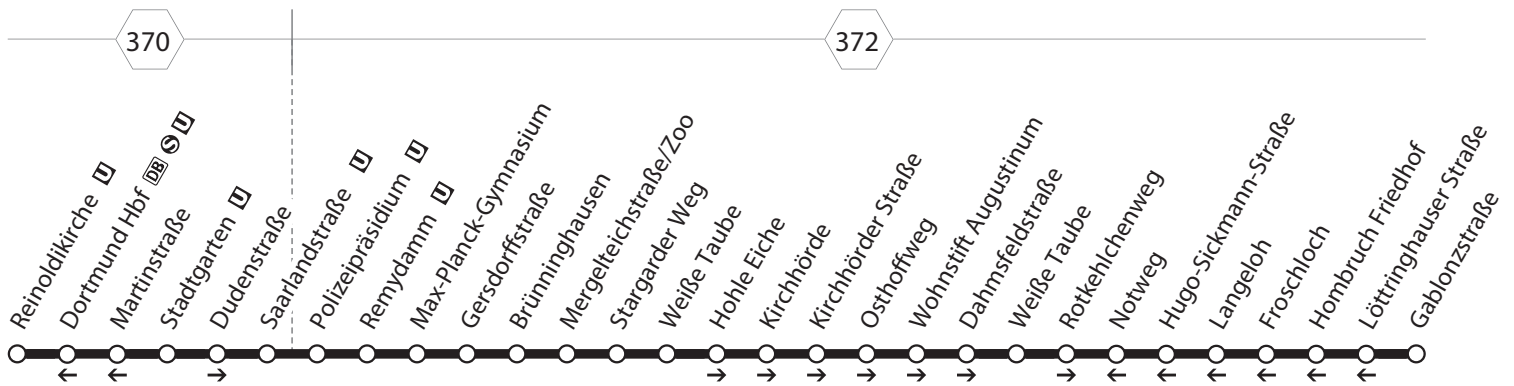 370
372
Reinoldikirche U
Dortmund Hbf DB S U
Martinstraße
Stadtgarten U
Dudenstraße
Saarlandstraße U
Polizeipräsidium U
Remydamm U
Max-Planck-Gymnasium
Gersdorffstraße
Brünninghausen
Mergelteichstraße/Zoo
Stargarder Weg
Weiße Taube
Hohle Eiche
Kirchhörde
Kirchhörder Straße
Osthoffweg
Wohnstift Augustinum
Dahmsfeldstraße
Weiße Taube
Rotkehlchenweg
Notweg
Hugo-Sickmann-Straße
Langeloh
Froschloch
Hombruch Friedhof
Löttringhauser Straße
Gablonzstraße